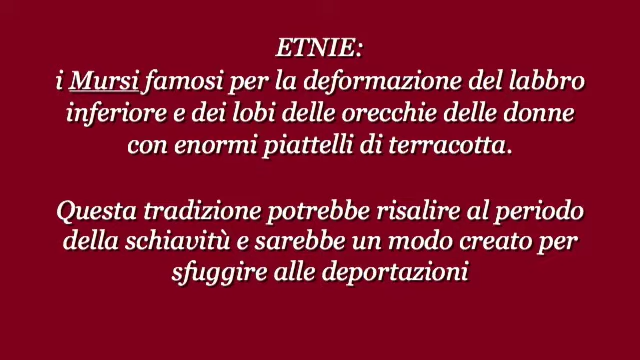 ETNIE:
i Mursi famosi per la deformazione del labbro
inferiore e dei lobi delle orecchie delle donne
con enormi piattelli di terracotta.
Questa tradizione potrebbe risalire al periodo
della schiavitù e sarebbe un modo creato per
sfuggire alle deportazioni